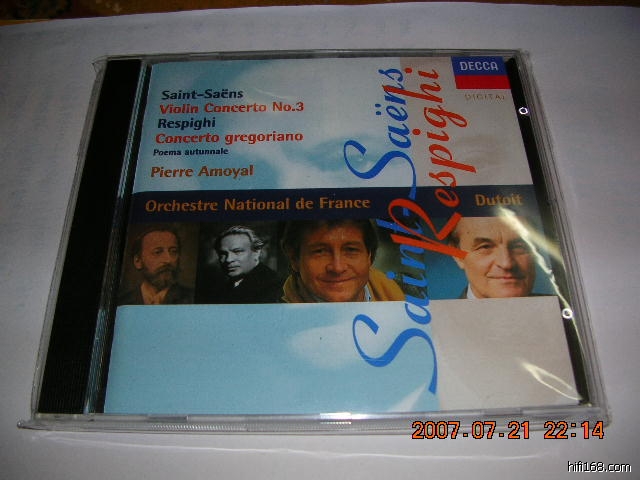 Saint-Saëns
Violin Concerto No.3
Respighi
Concerto gregoriano
Poema autunnale
Pierre Amoyal
DECCA
DIGITAL
Orchestre National de France
Dutoit
Saint-Saëns
Respighi
2007.07.21 22:14
hifi168.com